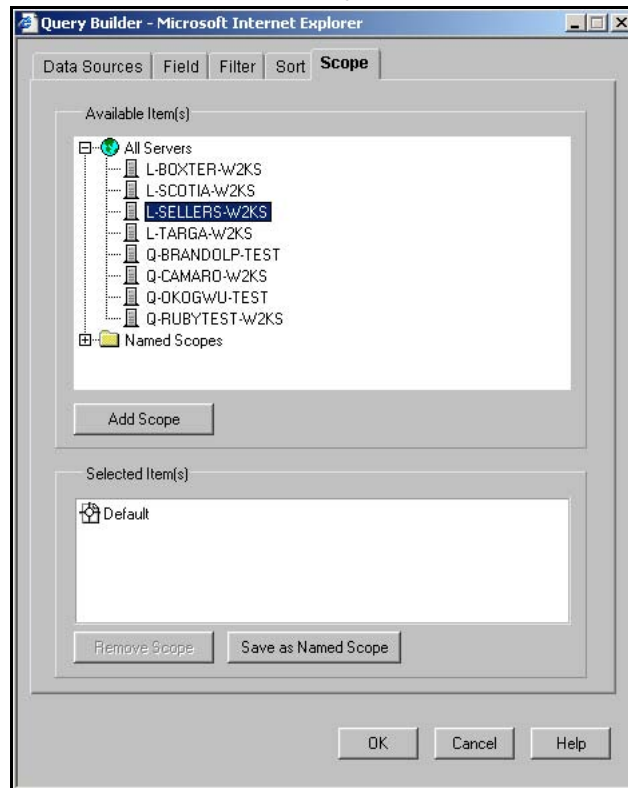 Query Builder - Microsoft Internet Explorer
Data Sources Field Filter Sort Scope
Available Item(s)
All Servers
L-BOXTER-W2KS
L-SCOTIA-W2KS
L-SELLERS-W2KS
L-TARGA-W2KS
Q-BRANDOLP-TEST
Q-CAMARO-W2KS
Q-OKOGWU-TEST
Q-RUBYTEST-W2KS
Named Scopes
Add Scope
Selected Item(s)
Default
Remove Scope Save as Named Scope
OK Cancel Help